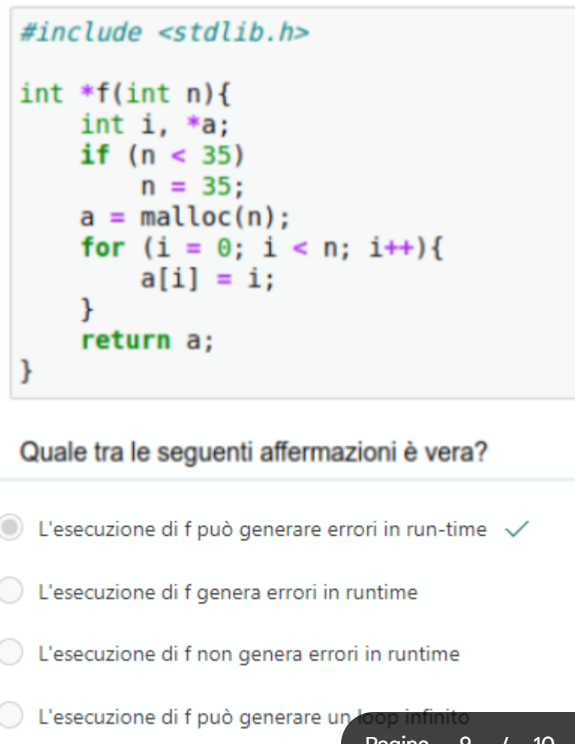 #include <stdlib.h>
int *f(int n){
    int i, *a;
    if (n < 35)
        n = 35;
    a = malloc(n);
    for (i = 0; i < n; i++){
        a[i] = i;
    }
    return a;
}
Quale tra le seguenti affermazioni è vera?
L'esecuzione di f può generare errori in run-time
L'esecuzione di f genera errori in runtime
L'esecuzione di f non genera errori in runtime
L'esecuzione di f può generare un loop infinito